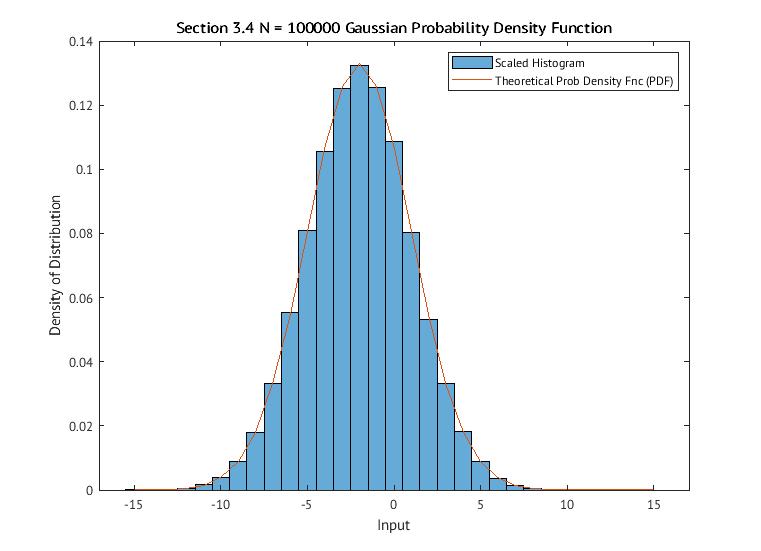 Section 3.4 N = 100000 Gaussian Probability Density Function
Scaled Histogram
Theoretical Prob Density Fnc (PDF)
Density of Distribution
0.14
0.12
0.1
0.08
0.06
0.04
0.02
0
-15 -10 -5 0 5 10 15
Input